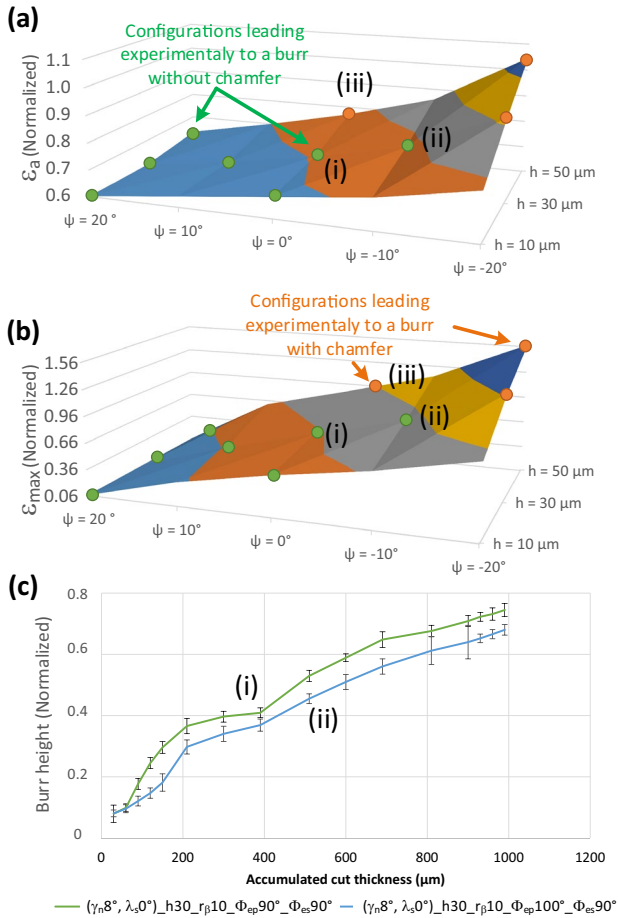 (a)
Configurations leading
experimentaly to a burr
without chamfer
(iii)
(ii)
(i)
εa (Normalized)
1.1
1.0
0.9
0.8
0.7
0.6
ψ = 20 °
ψ = 10°
ψ = 0°
ψ = -10°
ψ = -20°
h = 50 µm
h = 30 µm
h = 10 µm
(b)
Configurations leading
experimentaly to a burr
with chamfer
(iii)
(ii)
(i)
εmax (Normalized)
1.56
1.26
0.96
0.66
0.36
0.06
ψ = 20 °
ψ = 10°
ψ = 0°
ψ = -10°
ψ = -20°
h = 50 µm
h = 30 µm
h = 10 µm
(c)
Burr height (Normalized)
0.8
0.6
0.4
0.2
0
(i)
(ii)
0 200 400 600 800 1000 1200
Accumulated cut thickness (µm)
(γn8°, λs0°)_h30_rβ10_Φep90°_Φes90° (γn8°, λs0°)_h30_rβ10_Φep100°_Φes90°